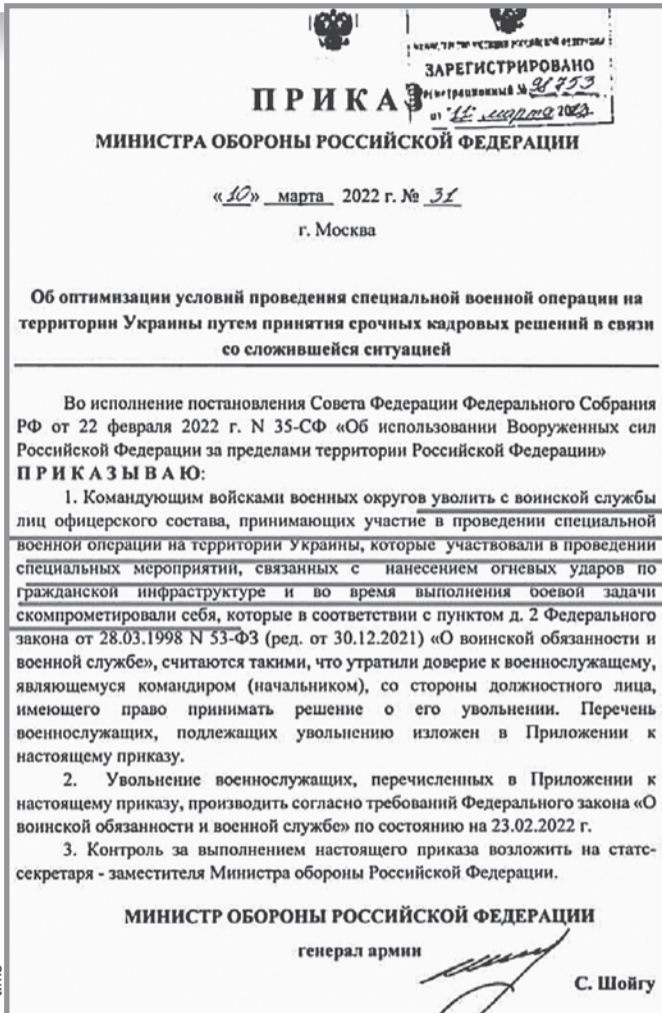 ЗАРЕГИСТРИРОВАНО
Регистрационный № 98753
от "11" марта 2022
ПРИКАЗ
МИНИСТРА ОБОРОНЫ РОССИЙСКОЙ ФЕДЕРАЦИИ
«10» марта 2022 г. № 31
г. Москва
Об оптимизации условий проведения специальной военной операции на
территории Украины путем принятия срочных кадровых решений в связи
со сложившейся ситуацией
Во исполнение постановления Совета Федерации Федерального Собрания
РФ от 22 февраля 2022 г. N 35-СФ «Об использовании Вооруженных сил
Российской Федерации за пределами территории Российской Федерации»
ПРИКАЗЫВАЮ:
1. Командующим войсками военных округов уволить с воинской службы
лиц офицерского состава, принимающих участие в проведении специальной
военной операции на территории Украины, которые участвовали в проведении
специальных мероприятий, связанных с нанесением огневых ударов по
гражданской инфраструктуре и во время выполнения боевой задачи
скомпрометировали себя, которые в соответствии с пунктом д. 2 Федерального
закона от 28.03.1998 N 53-ФЗ (ред. от 30.12.2021) «О воинской обязанности и
военной службе», считаются такими, что утратили доверие к военнослужащему,
являющемуся командиром (начальником), со стороны должностного лица,
имеющего право принимать решение о его увольнении. Перечень
военнослужащих, подлежащих увольнению изложен в Приложении к
настоящему приказу.
2. Увольнение военнослужащих, перечисленных в Приложении к
настоящему приказу, производить согласно требований Федерального закона «О
воинской обязанности и военной службе» по состоянию на 23.02.2022 г.
3. Контроль за выполнением настоящего приказа возложить на статс-
секретаря - заместителя Министра обороны Российской Федерации.
МИНИСТР ОБОРОНЫ РОССИЙСКОЙ ФЕДЕРАЦИИ
генерал армии
С. Шойгу